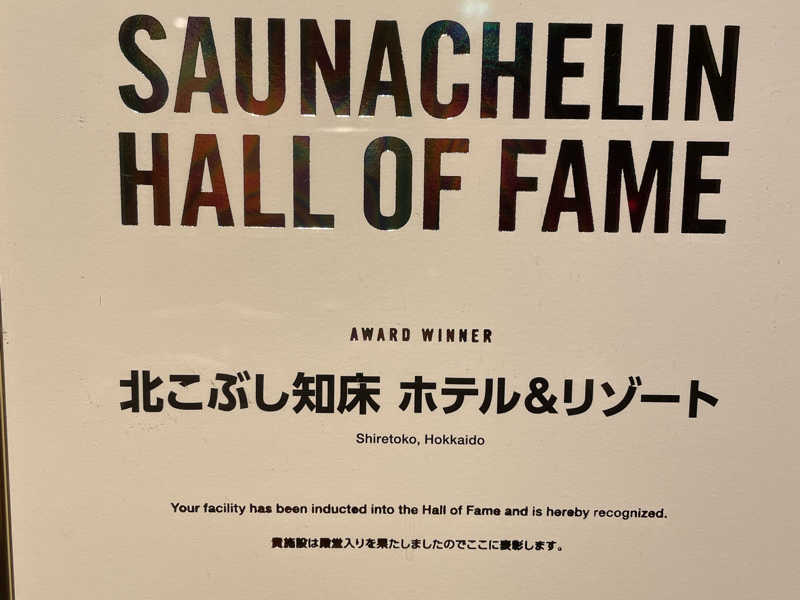 SAUNACHELIN
HALL OF FAME
AWARD WINNER
北こぶし知床 ホテル&リゾート
Shiretoko, Hokkaido
Your facility has been inducted into the Hall of Fame and is hereby recognized.
貴施設は殿堂入りを果たしましたのでここに表彰します。